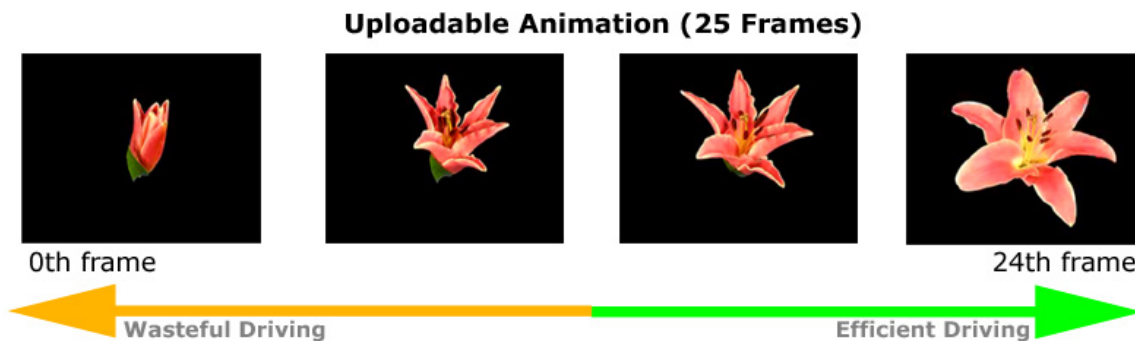 Uploadable Animation (25 Frames)
0th frame
24th frame
Wasteful Driving
Efficient Driving